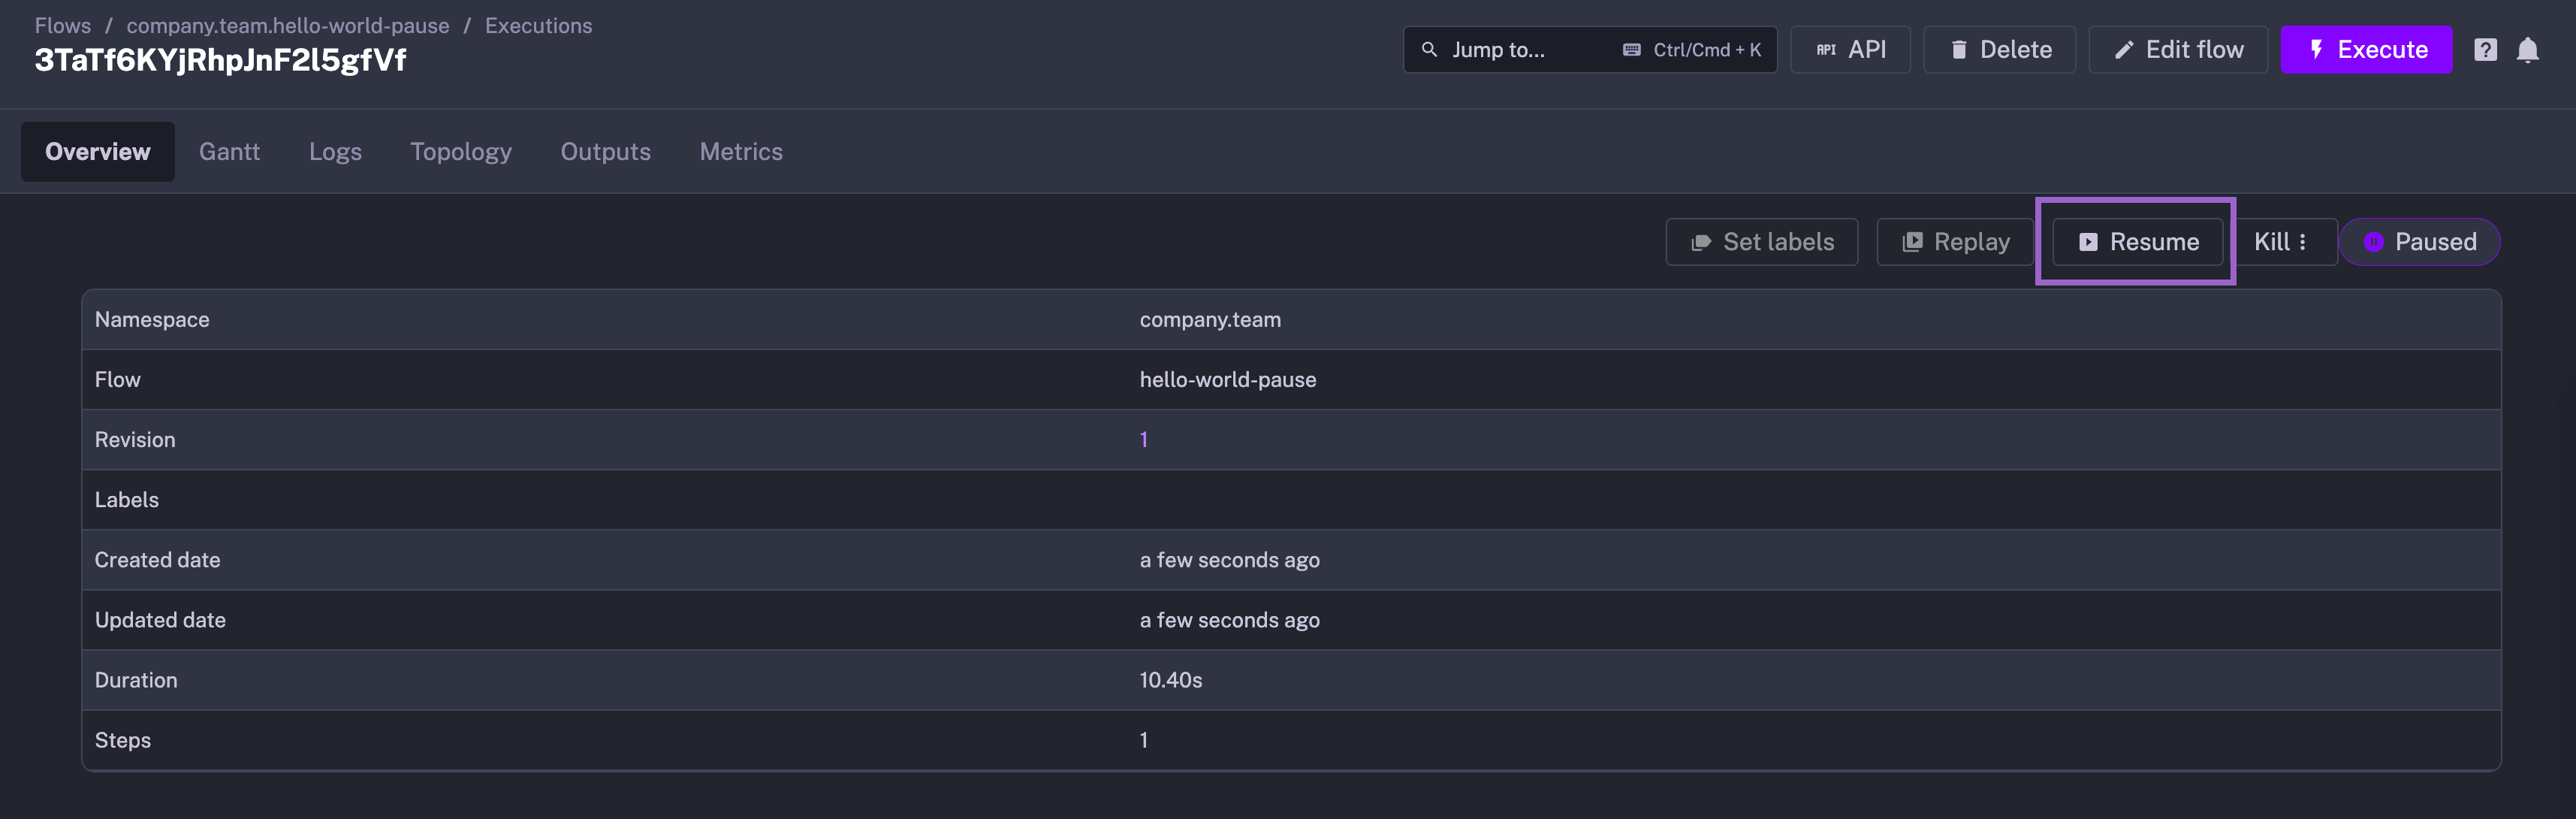 Flows / company.team.hello-world-pause / Executions
3TaTf6KYjRhpJnF2l5gfVf
Jump to... Ctrl/Cmd + K
API API
Delete
Edit flow
Execute
?
Overview Gantt Logs Topology Outputs Metrics
Set labels Replay Resume Kill Paused
Namespace company.team
Flow hello-world-pause
Revision 1
Labels
Created date a few seconds ago
Updated date a few seconds ago
Duration 10.40s
Steps 1